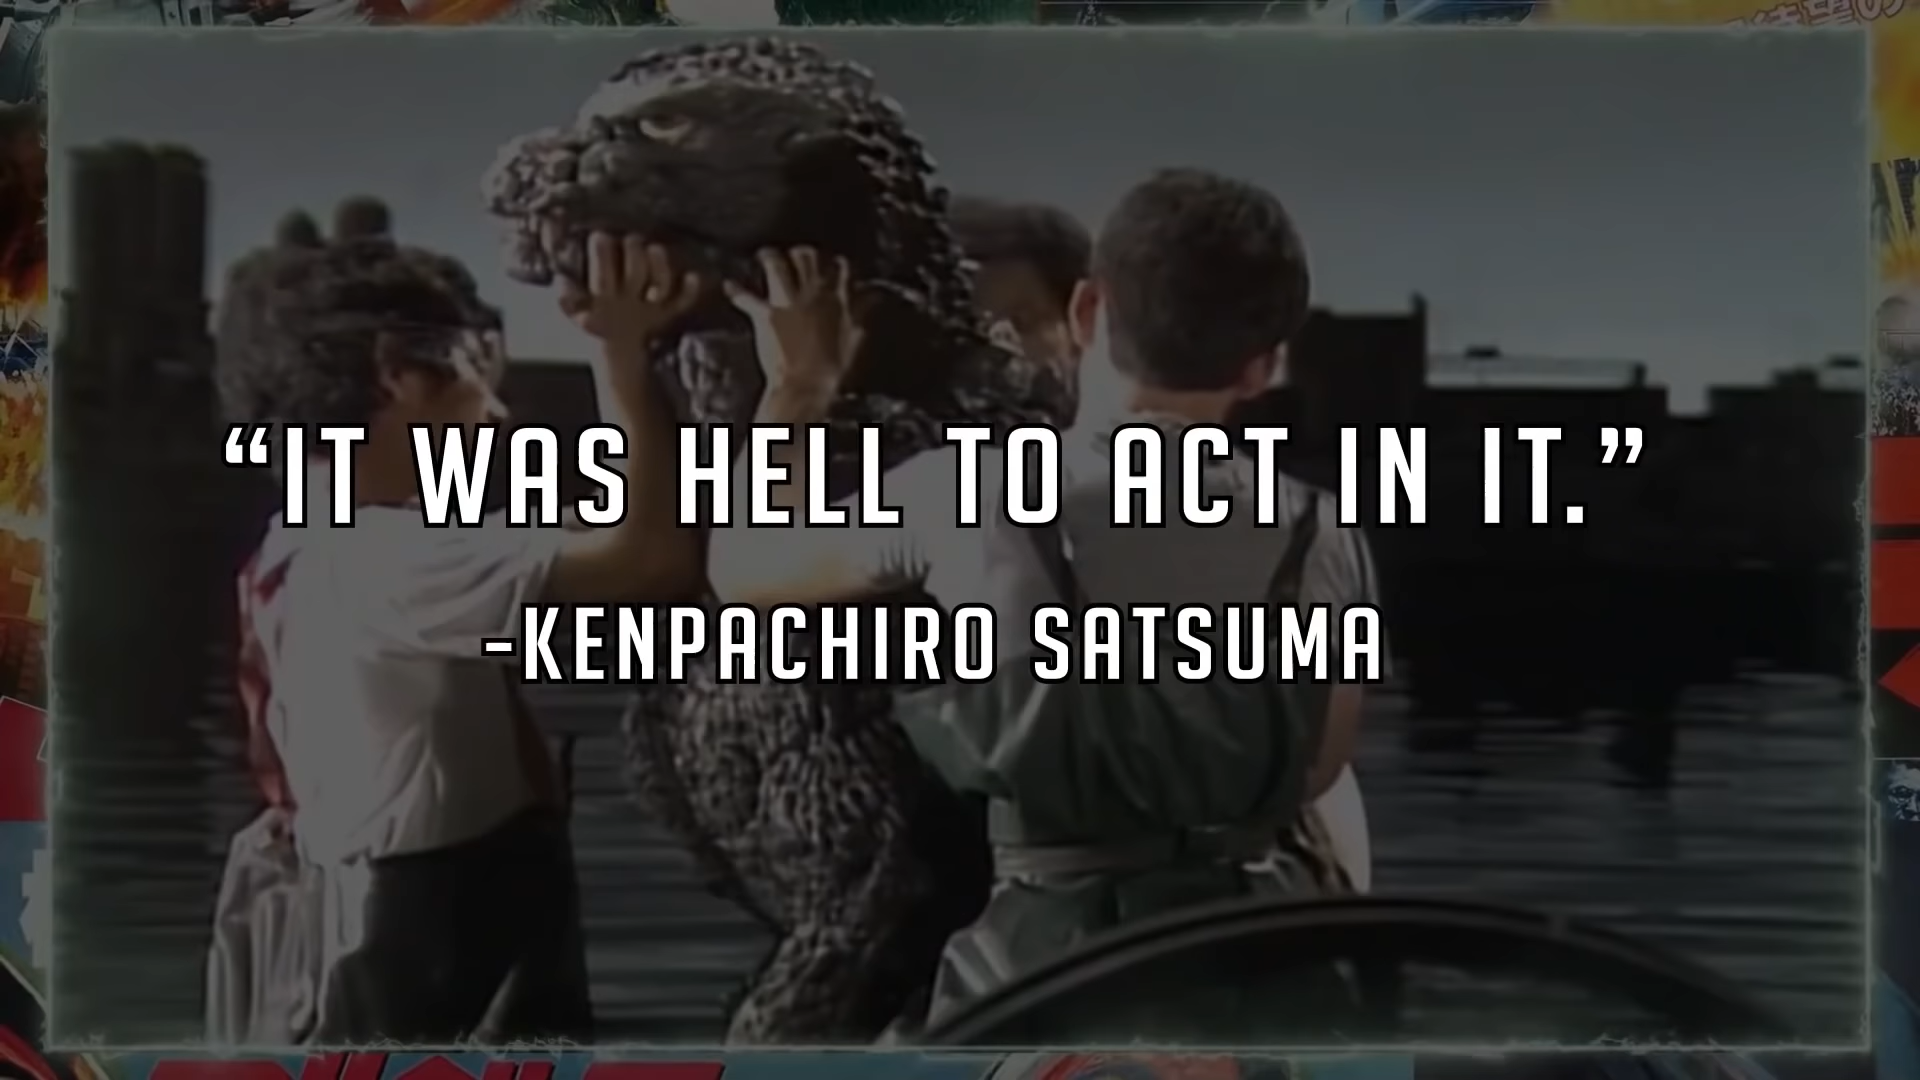 “IT WAS HELL TO ACT IN IT.”
-KENPACHIRO SATSUMA